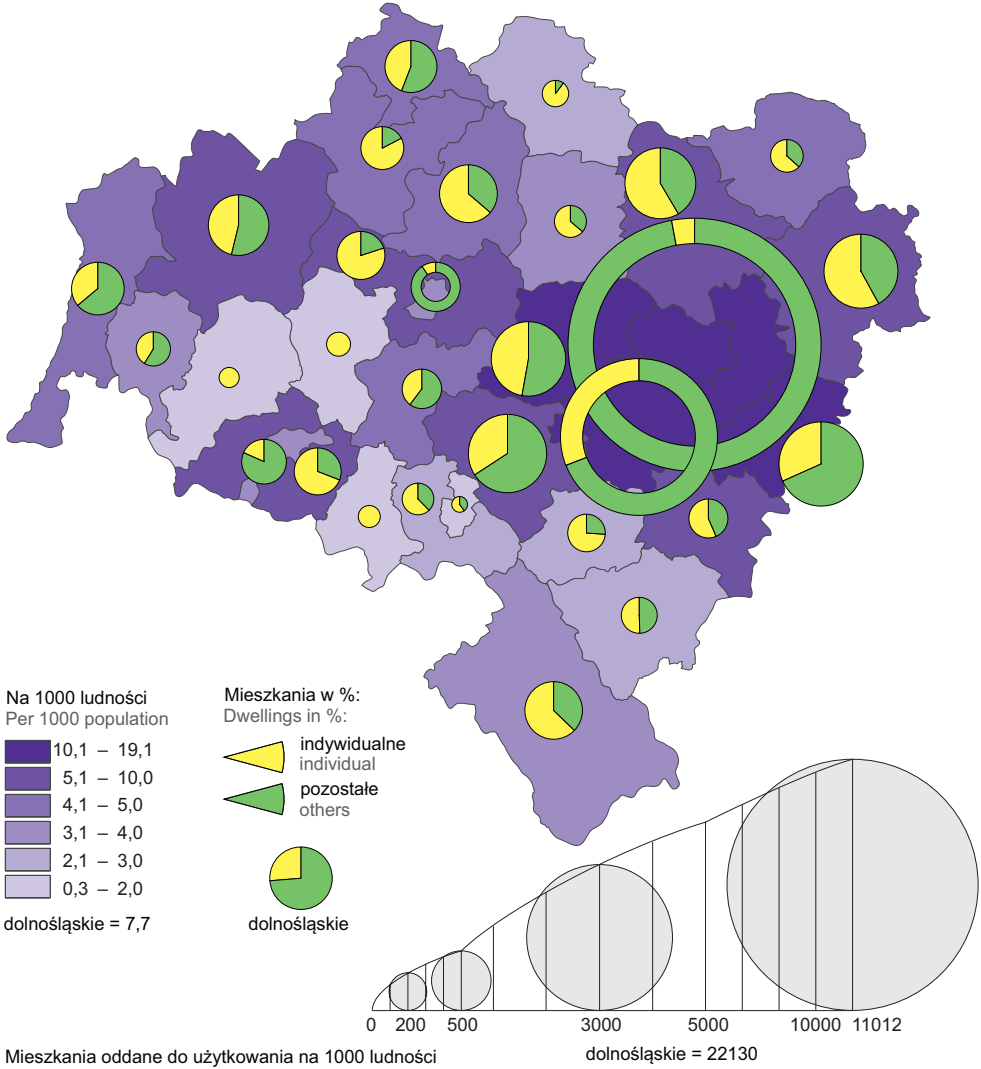 Na 1000 ludności
Per 1000 population
10,1 – 19,1
5,1 – 10,0
4,1 – 5,0
3,1 – 4,0
2,1 – 3,0
0,3 – 2,0
dolnośląskie = 7,7
Mieszkania w %:
Dwellings in %:
indywidualne
individual
pozostałe
others
dolnośląskie
0 200 500 3000 5000 10000 11012
dolnośląskie = 22130
Mieszkania oddane do użytkowania na 1000 ludności